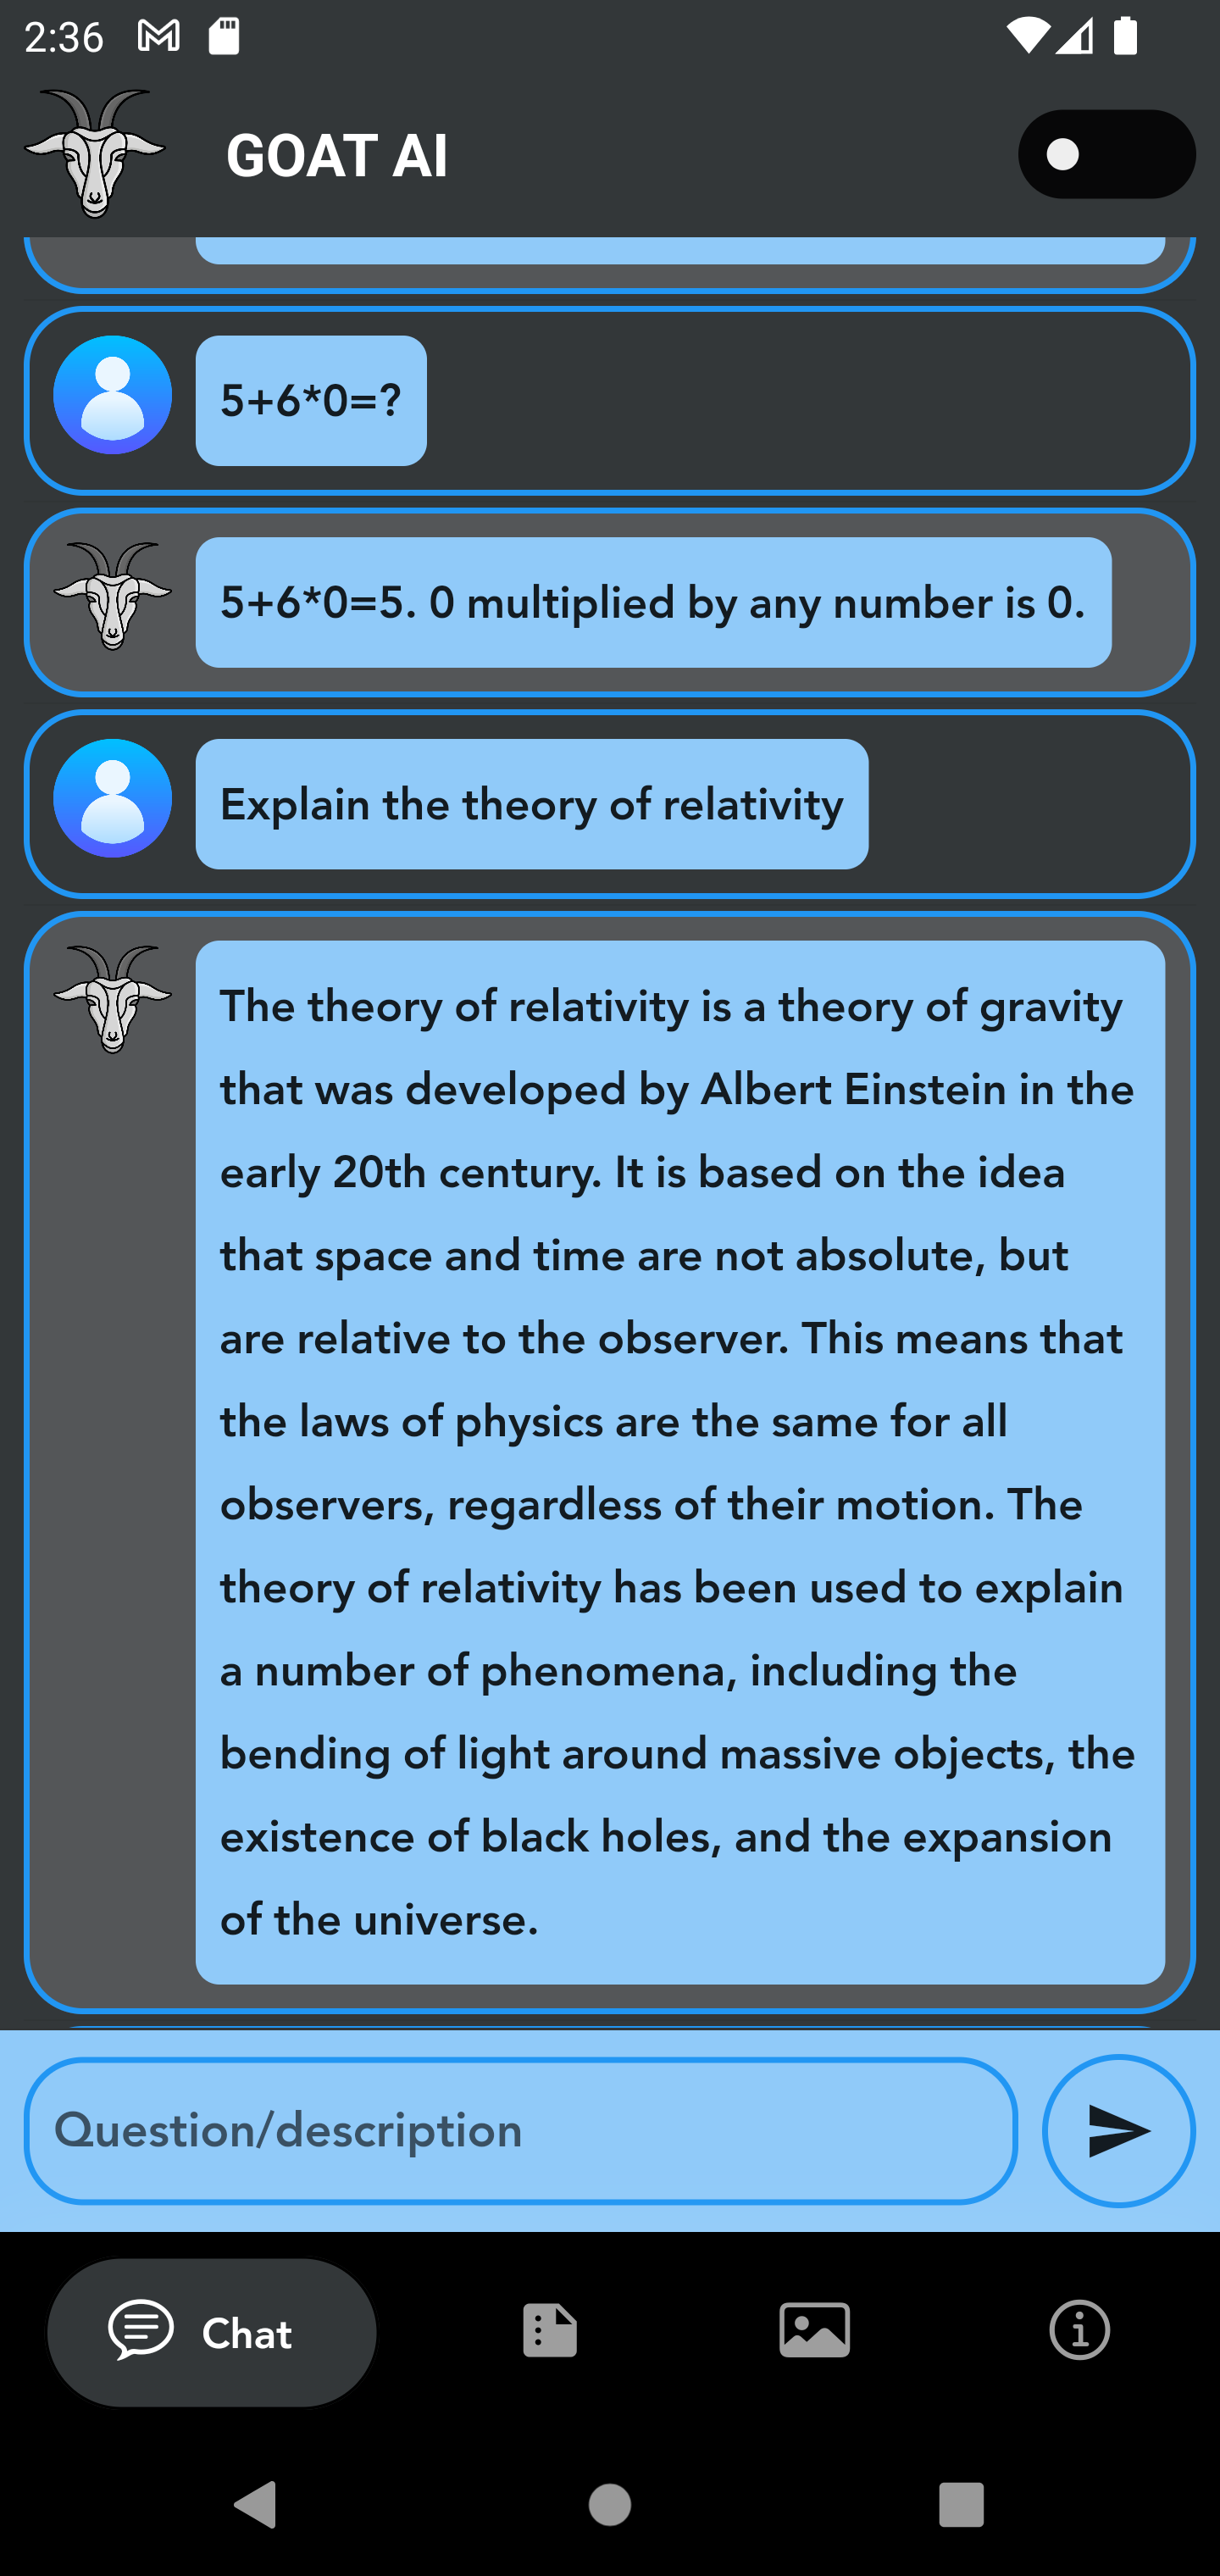 2:36
GOAT AI
5+6*0=?
5+6*0=5. 0 multiplied by any number is 0.
Explain the theory of relativity
The theory of relativity is a theory of gravity
that was developed by Albert Einstein in the
early 20th century. It is based on the idea
that space and time are not absolute, but
are relative to the observer. This means that
the laws of physics are the same for all
observers, regardless of their motion. The
theory of relativity has been used to explain
a number of phenomena, including the
bending of light around massive objects, the
existence of black holes, and the expansion
of the universe.
Question/description
Chat